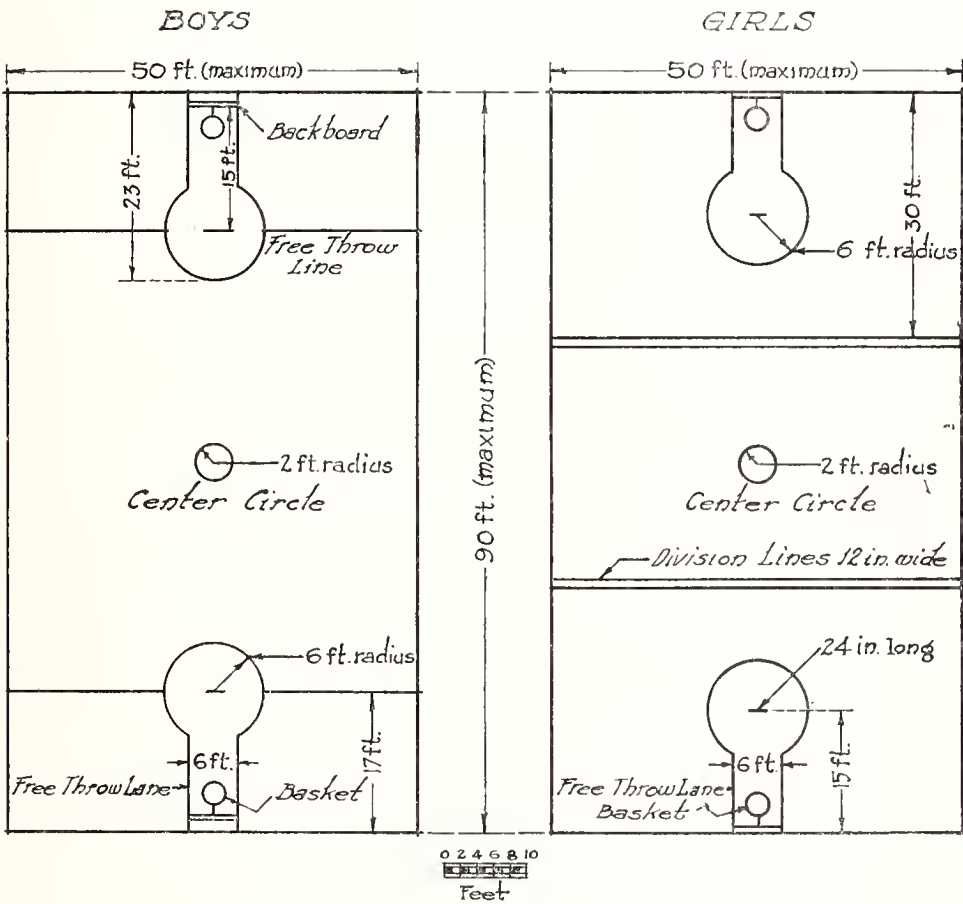 BOYS
50 ft. (maximum)
Backboard
15 ft.
23 ft.
Free Throw
Line
2 ft. radius
Center Circle
6 ft. radius
17 ft.
6 ft.
Free Throw Lane
Basket
90 ft. (maximum)
GIRLS
50 ft. (maximum)
30 ft.
6 ft. radius
2 ft. radius
Center Circle
Division Lines 12 in. wide
24 in. long
15 ft.
6 ft.
Free Throw Lane
Basket
0 2 4 6 8 10
Feet